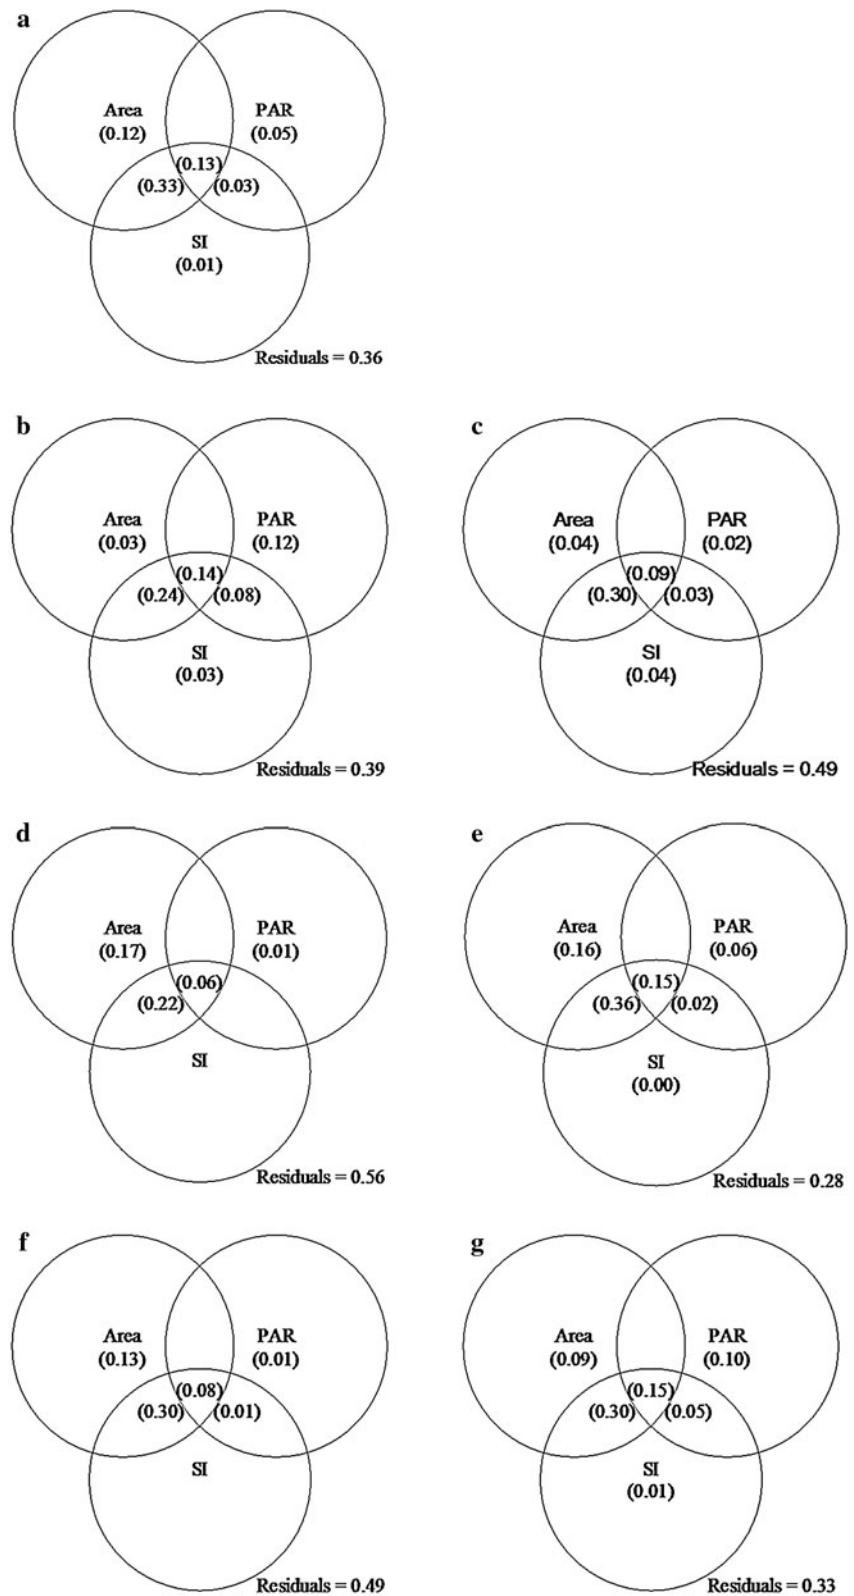 a
Area PAR
(0.12) (0.05)
(0.13)
(0.33) (0.03)
SI
(0.01)
Residuals = 0.36
b
Area PAR
(0.03) (0.12)
(0.14)
(0.24) (0.08)
SI
(0.03)
Residuals = 0.39
c
Area PAR
(0.04) (0.02)
(0.09)
(0.30) (0.03)
SI
(0.04)
Residuals = 0.49
d
Area PAR
(0.17) (0.01)
(0.06)
(0.22)
SI
Residuals = 0.56
e
Area PAR
(0.16) (0.06)
(0.15)
(0.36) (0.02)
SI
(0.00)
Residuals = 0.28
f
Area PAR
(0.13) (0.01)
(0.08)
(0.30) (0.01)
SI
Residuals = 0.49
g
Area PAR
(0.09) (0.10)
(0.15)
(0.30) (0.05)
SI
(0.01)
Residuals = 0.33